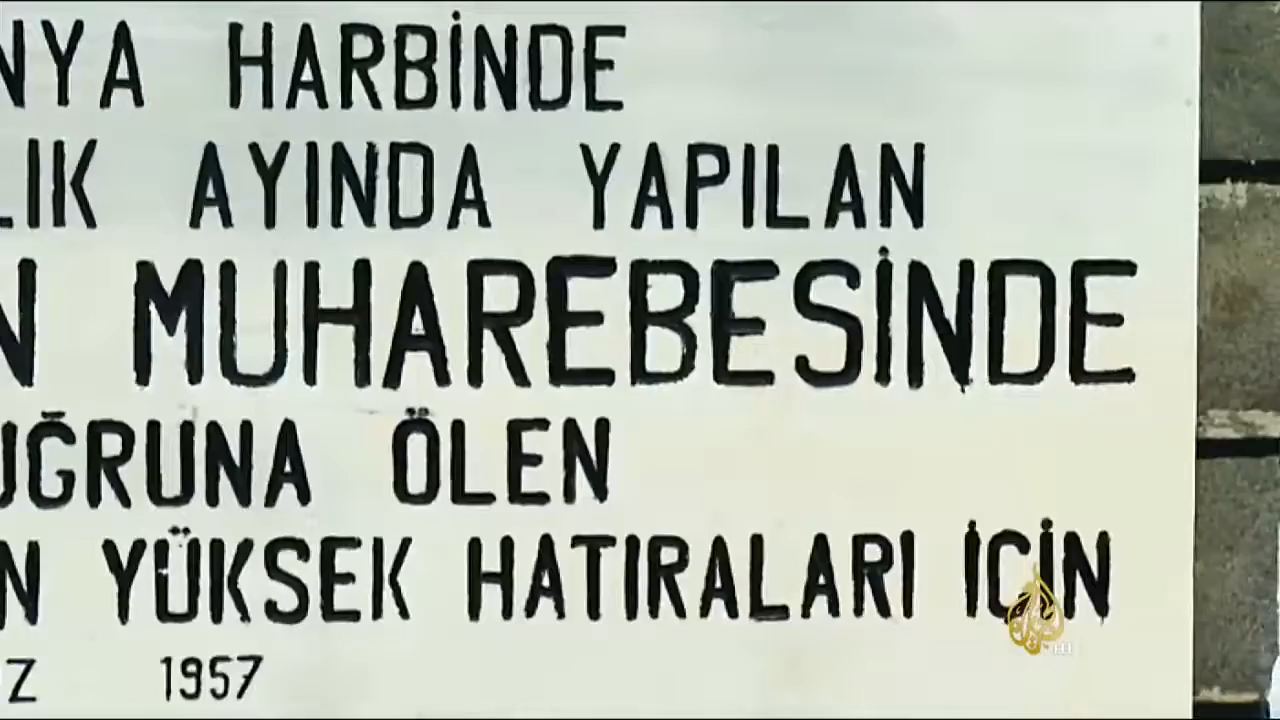 NYA HARBİNDE
LIK AYINDA YAPILAN
N MUHAREBESİNDE
UĞRUNA ÖLEN
N YÜKSEK HATIRALARI İÇİN
Z 1957